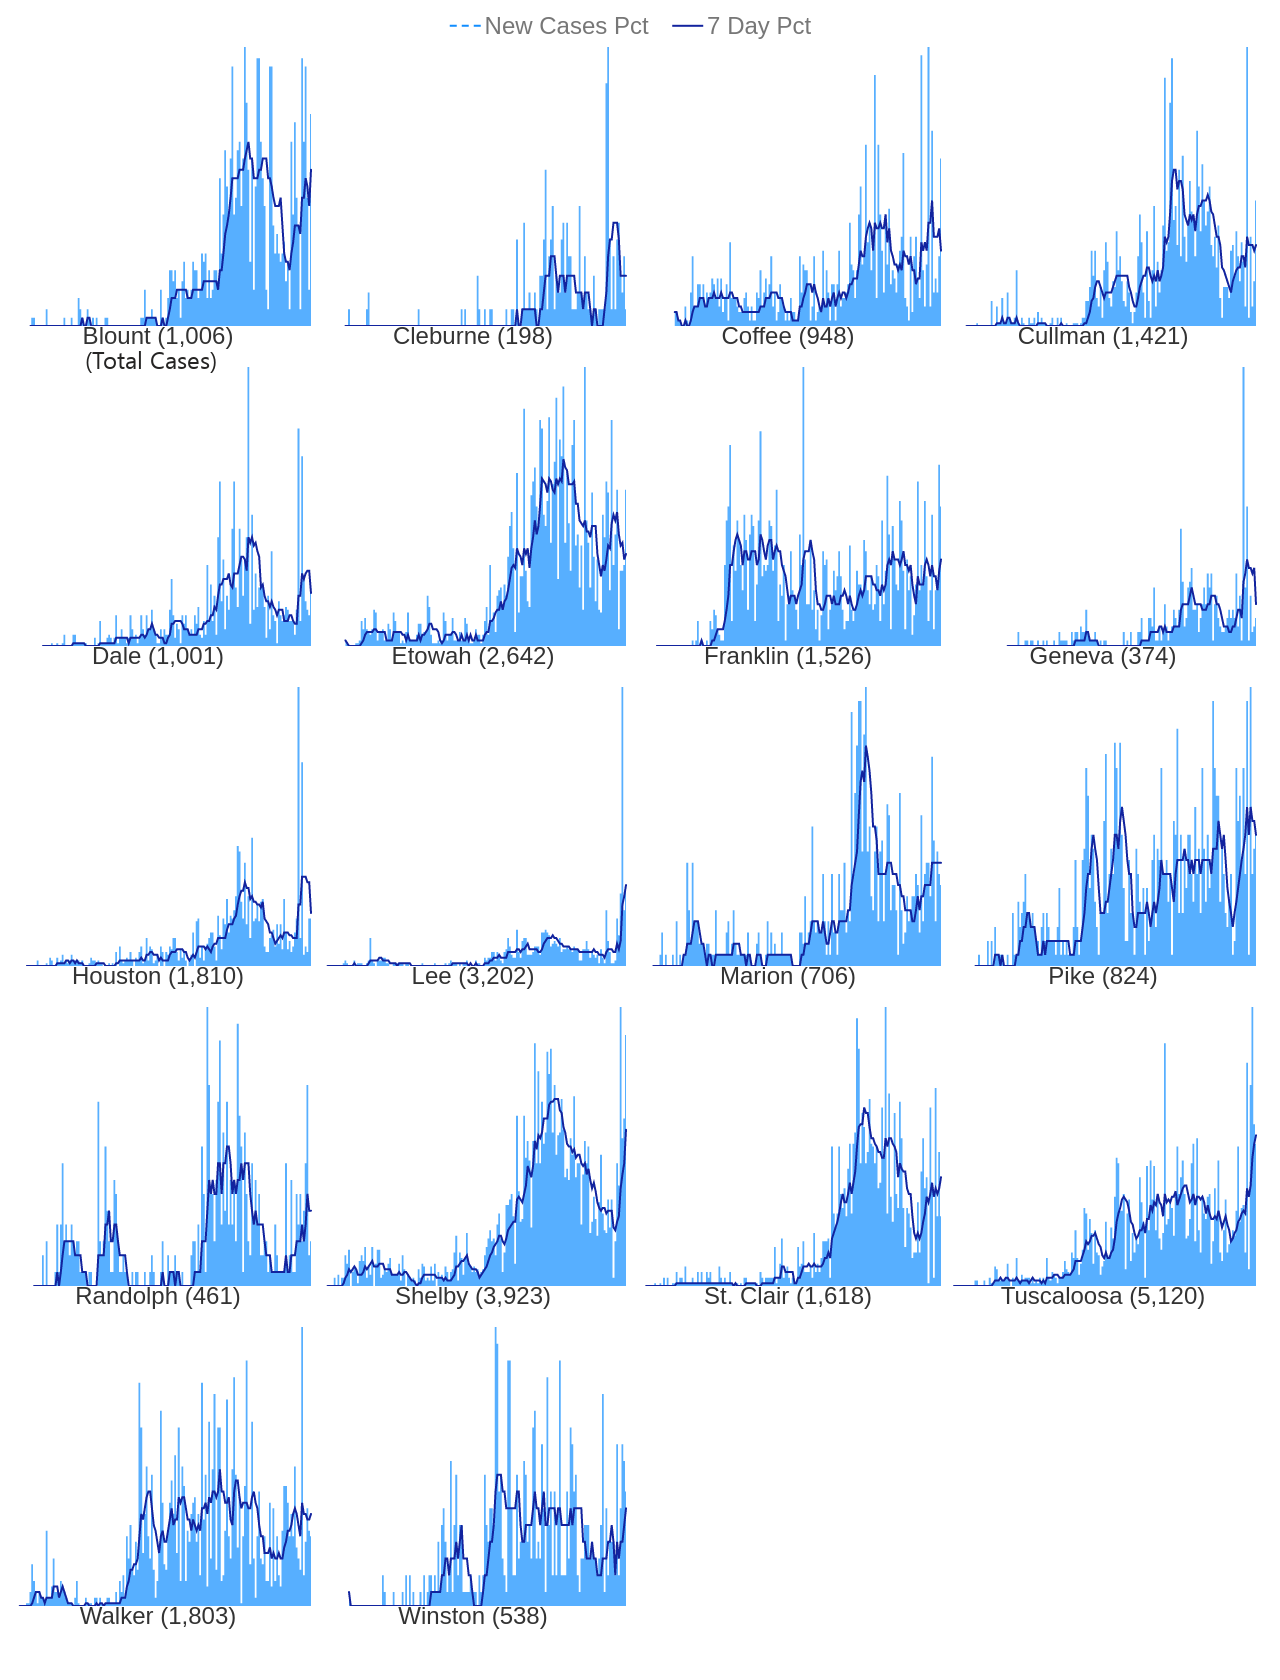 New Cases Pct 7 Day Pct
Blount (1,006) Cleburne (198) Coffee (948) Cullman (1,421)
(Total Cases)
Dale (1,001) Etowah (2,642) Franklin (1,526) Geneva (374)
Houston (1,810) Lee (3,202) Marion (706) Pike (824)
Randolph (461) Shelby (3,923) St. Clair (1,618) Tuscaloosa (5,120)
Walker (1,803) Winston (538)